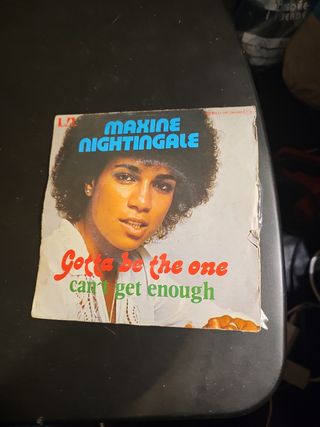 UA
MAXINE
NIGHTINGALE
Gotta be the one
can't get enough